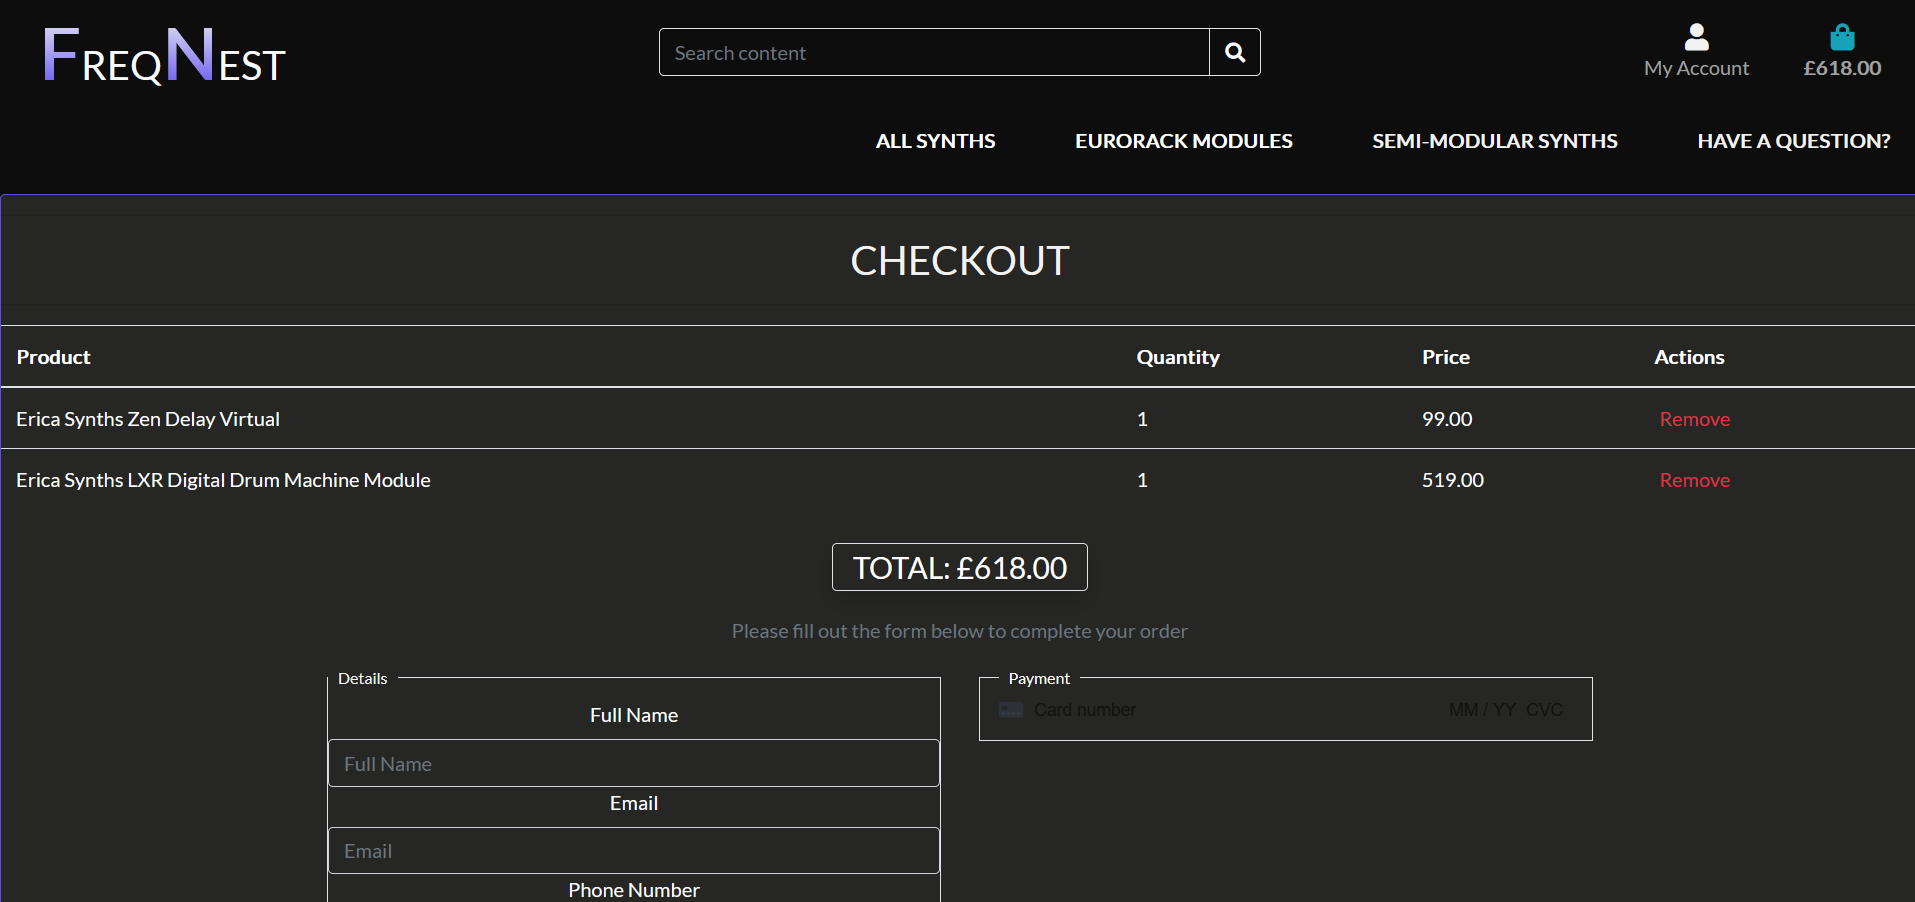 FREQNEST
Search content
My Account
£618.00
ALL SYNTHS
EURORACK MODULES
SEMI-MODULAR SYNTHS
HAVE A QUESTION?
CHECKOUT
Product Quantity Price Actions
Erica Synths Zen Delay Virtual 1 99.00 Remove
Erica Synths LXR Digital Drum Machine Module 1 519.00 Remove
TOTAL: £618.00
Please fill out the form below to complete your order
Details
Full Name
Full Name
Email
Email
Phone Number
Payment
Card number MM / YY CVC